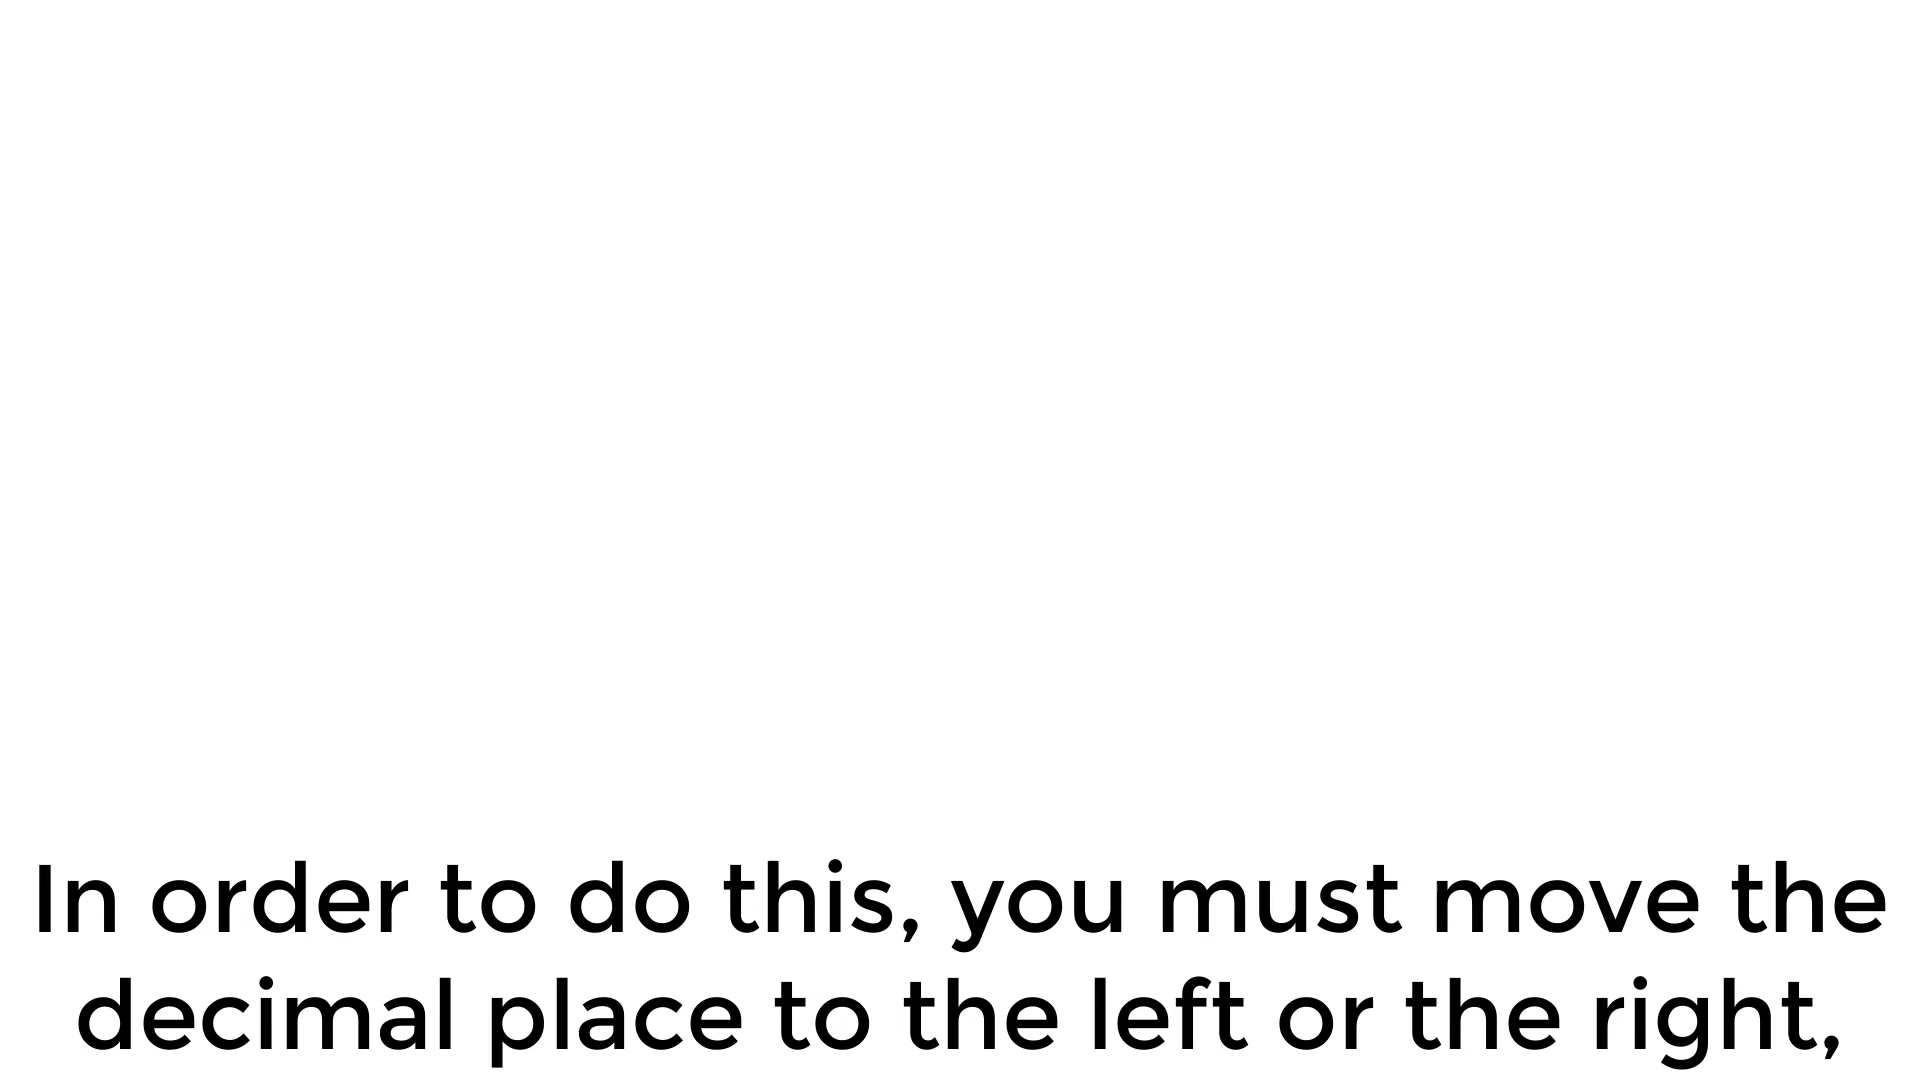 In order to do this, you must move the
decimal place to the left or the right,